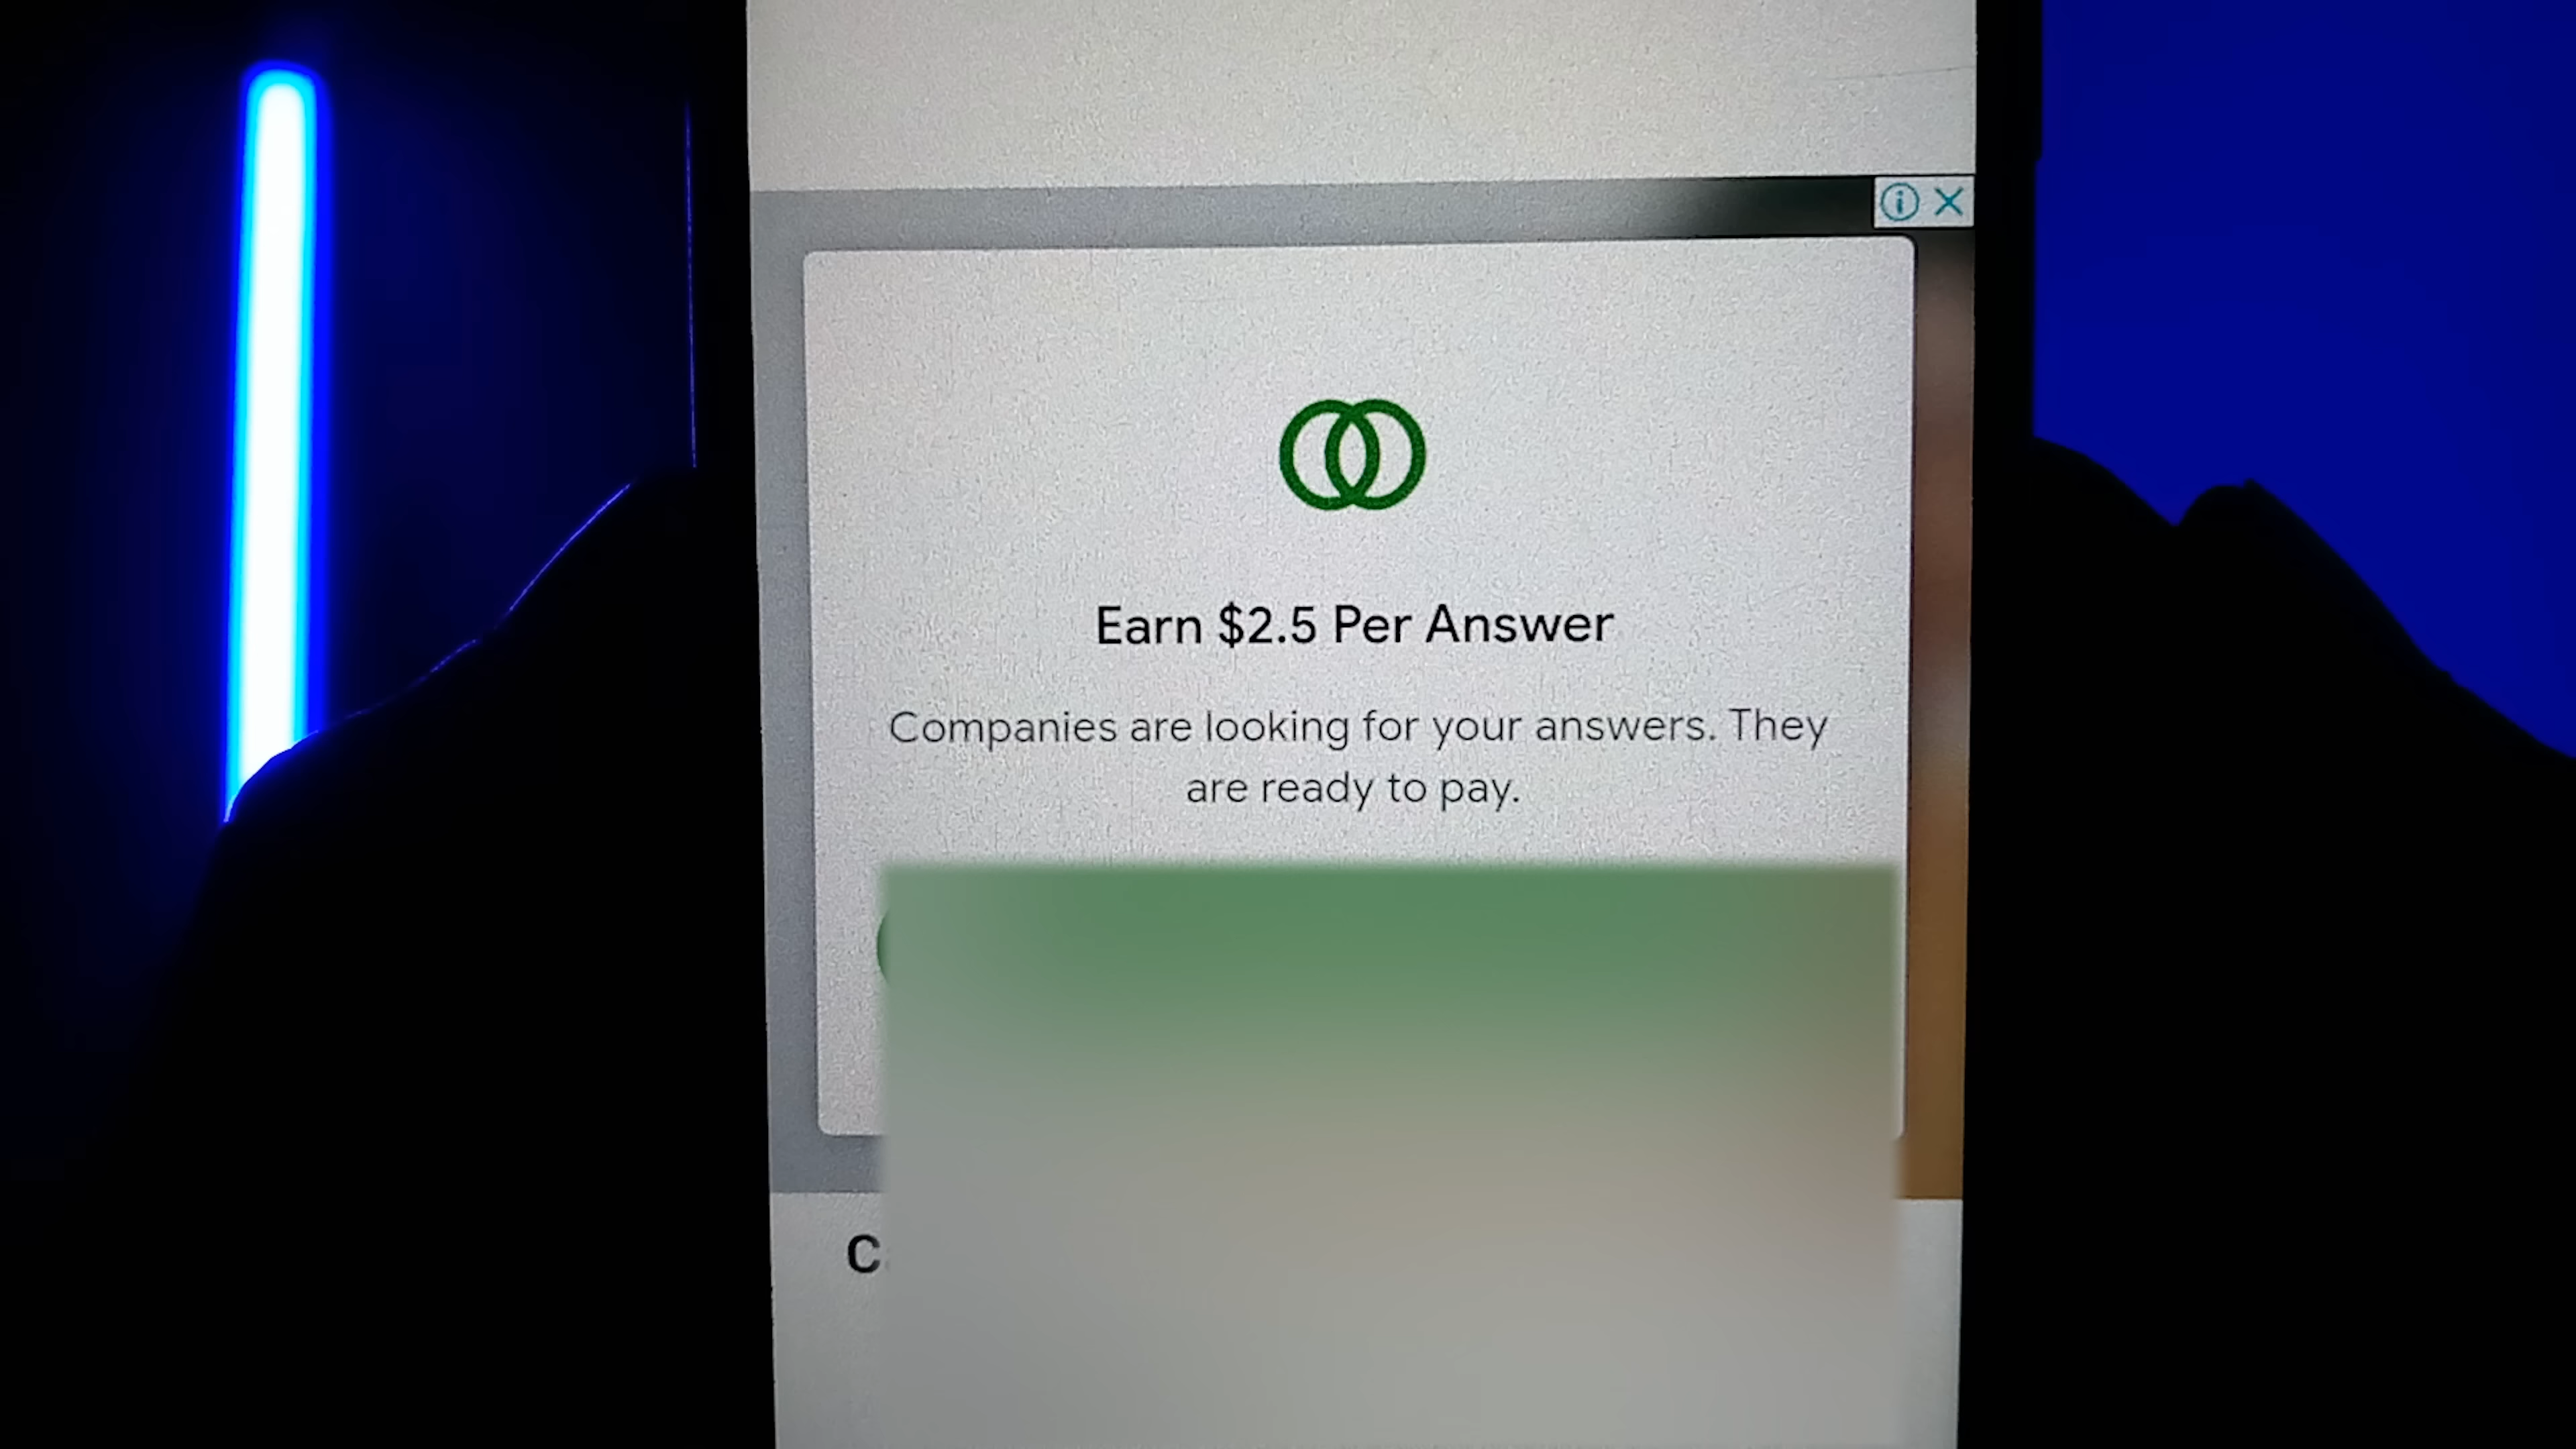 Earn $2.5 Per Answer
Companies are looking for your answers. They
are ready to pay.